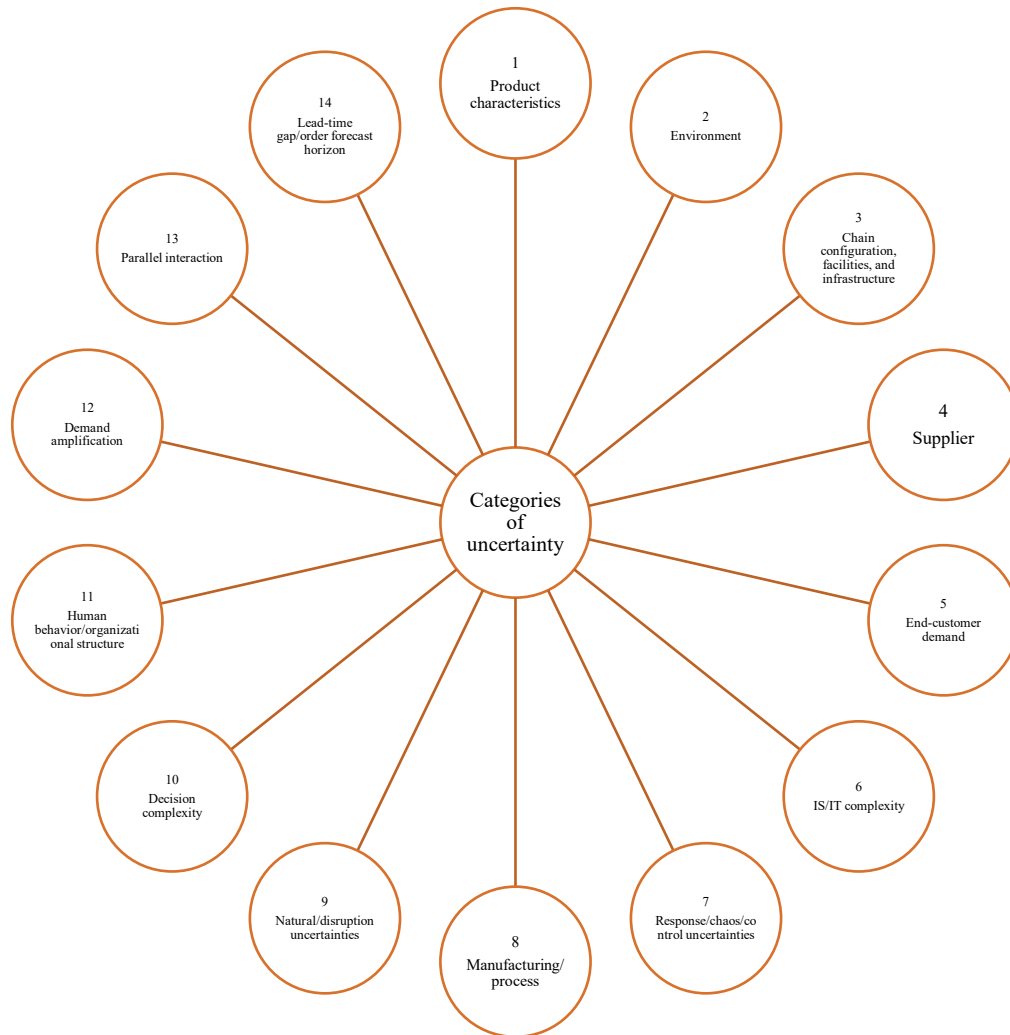 1
Product
characteristics
2
Environment
3
Chain
configuration,
facilities, and
infrastructure
4
Supplier
5
End-customer
demand
6
IS/IT complexity
7
Response/chaos/co
ntrol uncertainties
8
Manufacturing/
process
9
Natural/disruption
uncertainties
10
Decision
complexity
11
Human
behavior/organizati
onal structure
12
Demand
amplification
13
Parallel interaction
14
Lead-time
gap/order forecast
horizon
Categories
of
uncertainty